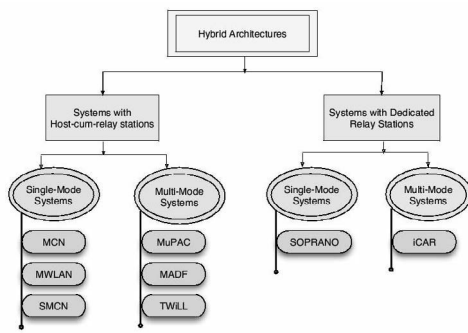 Hybrid Architectures
Systems with
Host-cum-relay stations
Systems with Dedicated
Relay Stations
Single-Mode
Systems
Multi-Mode
Systems
Single-Mode
Systems
Multi-Mode
Systems
MCN
MuPAC
SOPRANO
iCAR
MWLAN
MADF
SMCN
TWiLL